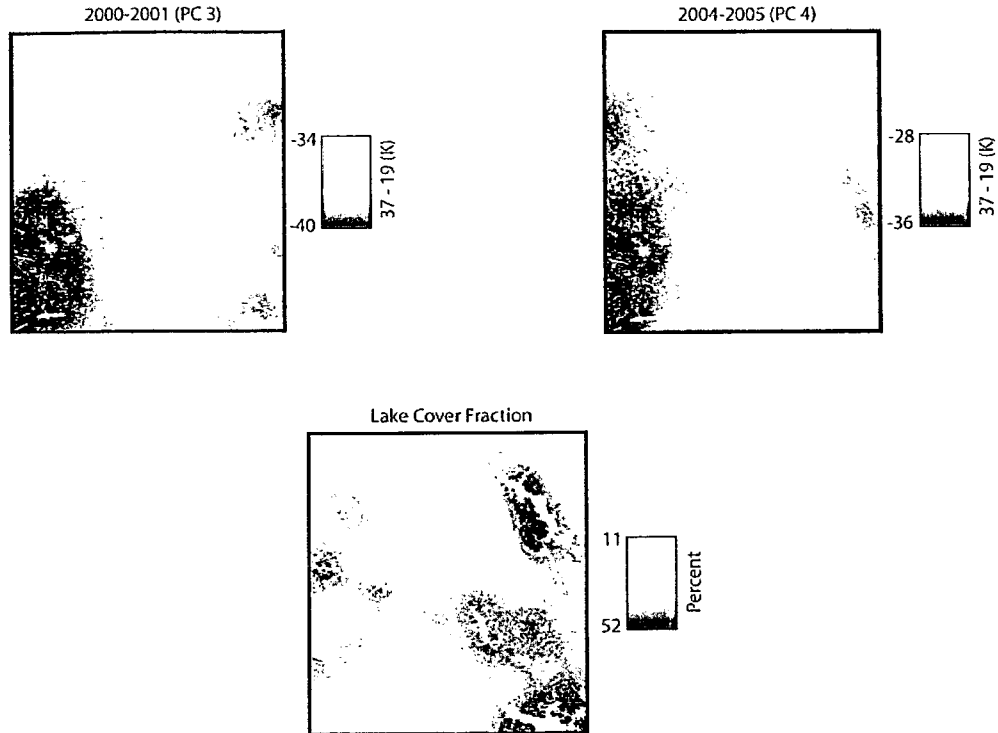 2000-2001 (PC 3)
-34
-40
37 - 19 (K)
2004-2005 (PC 4)
-28
-36
37 - 19 (K)
Lake Cover Fraction
11
52
Percent